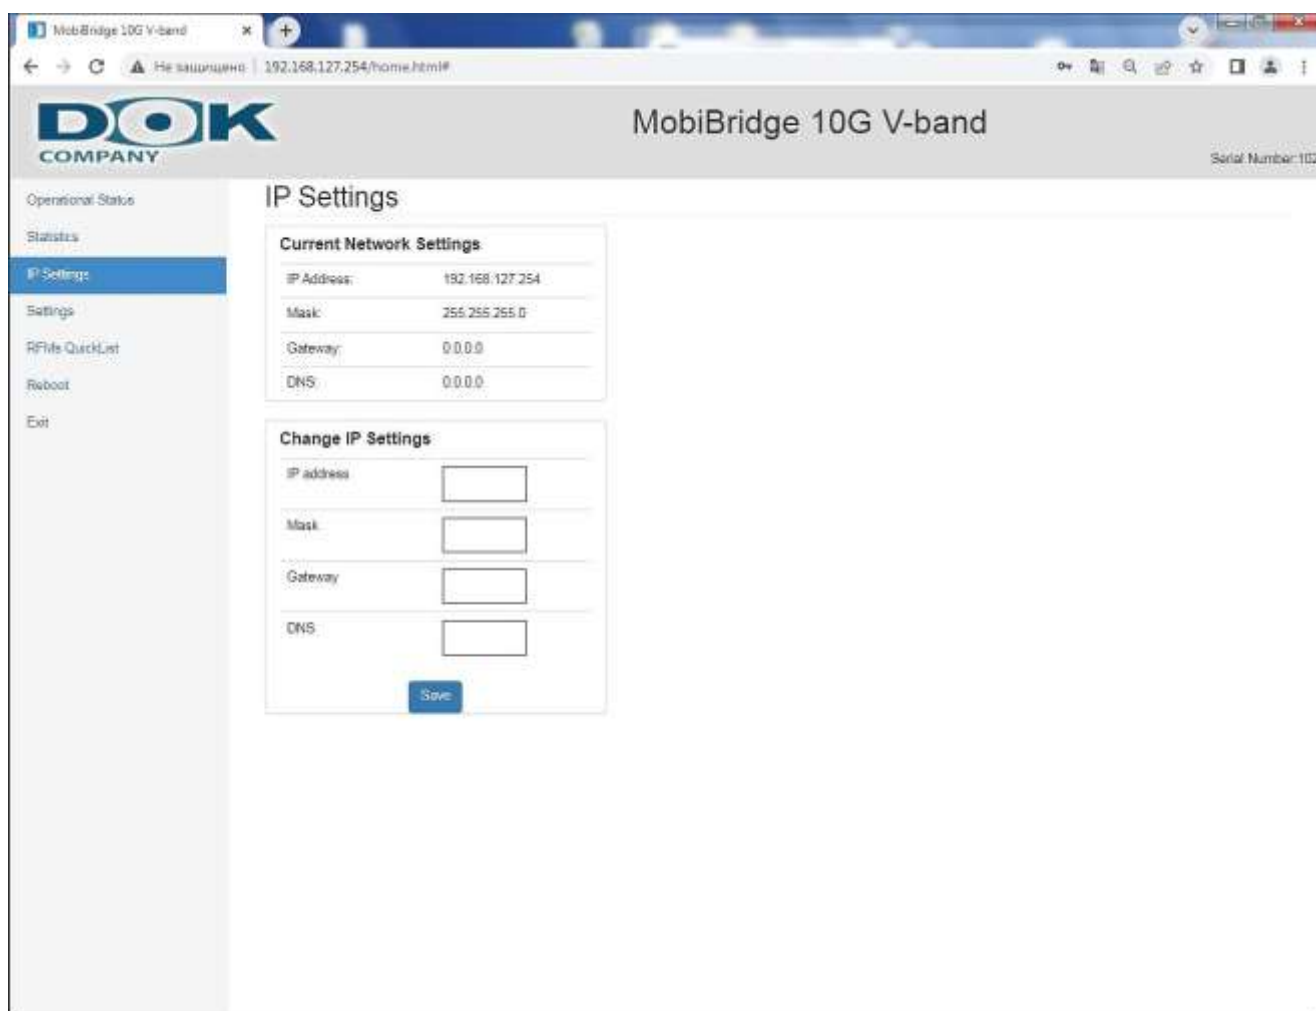 MobiBridge 10G V-band
Не защищено 192.168.127.254/home.html#
DOK
COMPANY
MobiBridge 10G V-band
Serial Number:102
Operational Status
Statistics
IP Settings
Settings
RFMs QuickList
Reboot
Exit
IP Settings
Current Network Settings
IP Address: 192.168.127.254
Mask: 255.255.255.0
Gateway: 0.0.0.0
DNS: 0.0.0.0
Change IP Settings
IP address
Mask
Gateway
DNS
Save